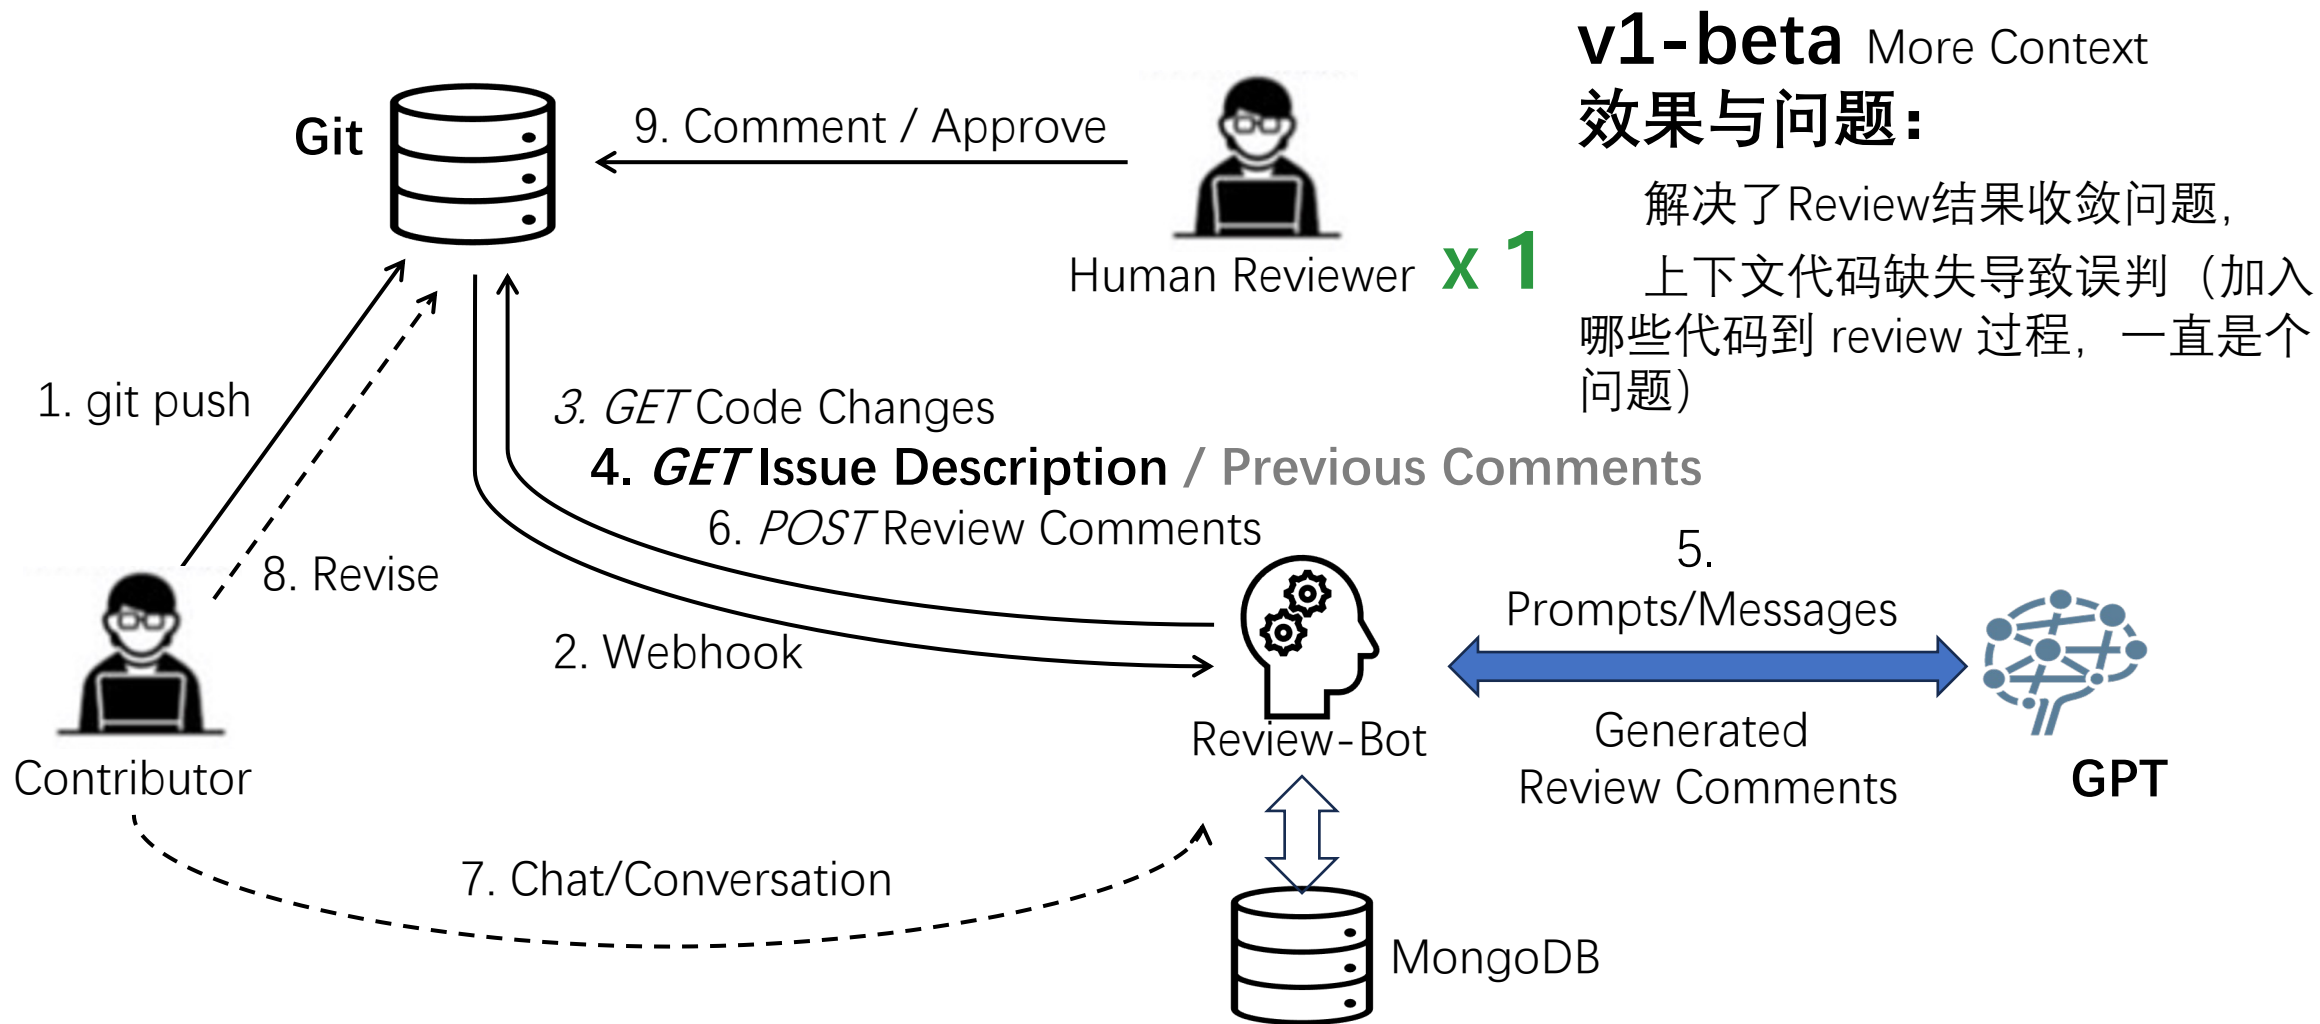 v1-beta More Context
效果与问题:
解决了Review结果收敛问题,
上下文代码缺失导致误判（加入
哪些代码到 review 过程, 一直是个
问题）
Git
9. Comment / Approve
Human Reviewer x 1
1. git push
3. GET Code Changes
4. GET Issue Description / Previous Comments
6. POST Review Comments
8. Revise
2. Webhook
5.
Prompts/Messages
Generated
Review Comments
GPT
Review-Bot
Contributor
7. Chat/Conversation
MongoDB